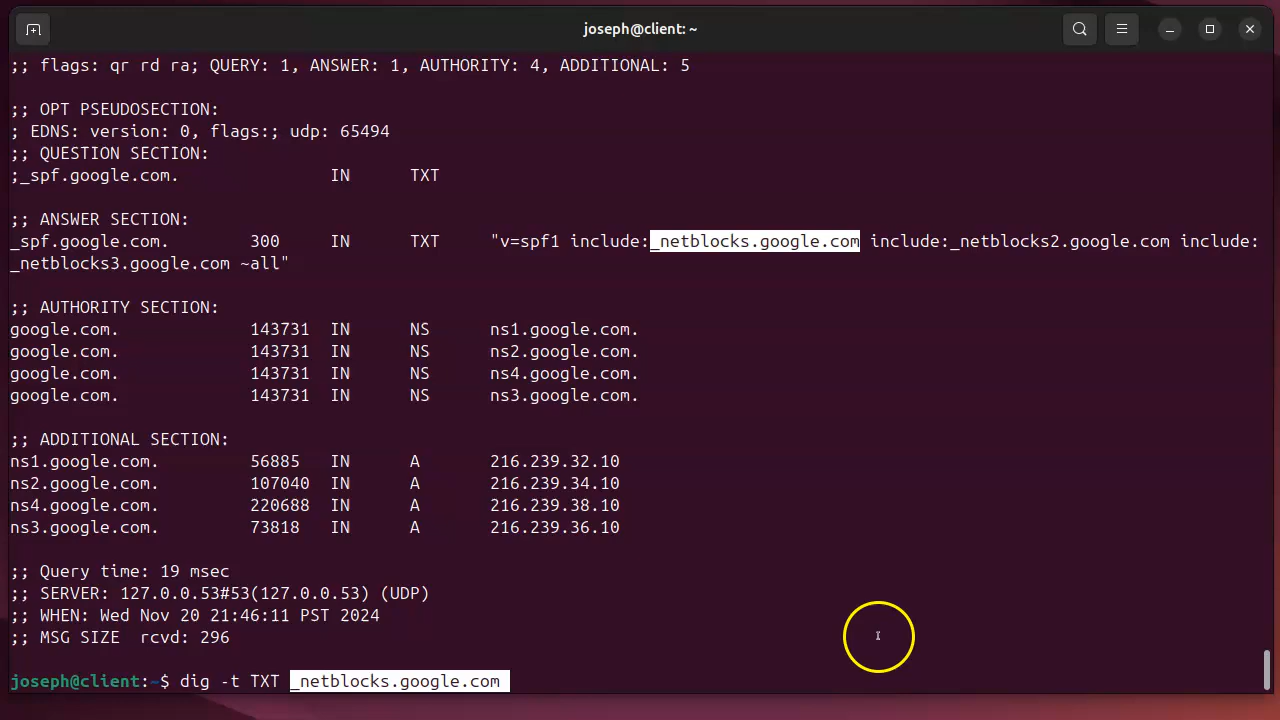 joseph@client: ~
;; flags: qr rd ra; QUERY: 1, ANSWER: 1, AUTHORITY: 4, ADDITIONAL: 5
;; OPT PSEUDOSECTION:
; EDNS: version: 0, flags:; udp: 65494
;; QUESTION SECTION:
;_spf.google.com. IN TXT
;; ANSWER SECTION:
_spf.google.com. 300 IN TXT "v=spf1 include:_netblocks.google.com include:_netblocks2.google.com include:
_netblocks3.google.com ~all"
;; AUTHORITY SECTION:
google.com. 143731 IN NS ns1.google.com.
google.com. 143731 IN NS ns2.google.com.
google.com. 143731 IN NS ns4.google.com.
google.com. 143731 IN NS ns3.google.com.
;; ADDITIONAL SECTION:
ns1.google.com. 56885 IN A 216.239.32.10
ns2.google.com. 107040 IN A 216.239.34.10
ns4.google.com. 220688 IN A 216.239.38.10
ns3.google.com. 73818 IN A 216.239.36.10
;; Query time: 19 msec
;; SERVER: 127.0.0.53#53(127.0.0.53) (UDP)
;; WHEN: Wed Nov 20 21:46:11 PST 2024
;; MSG SIZE rcvd: 296
joseph@client:~$ dig -t TXT _netblocks.google.com